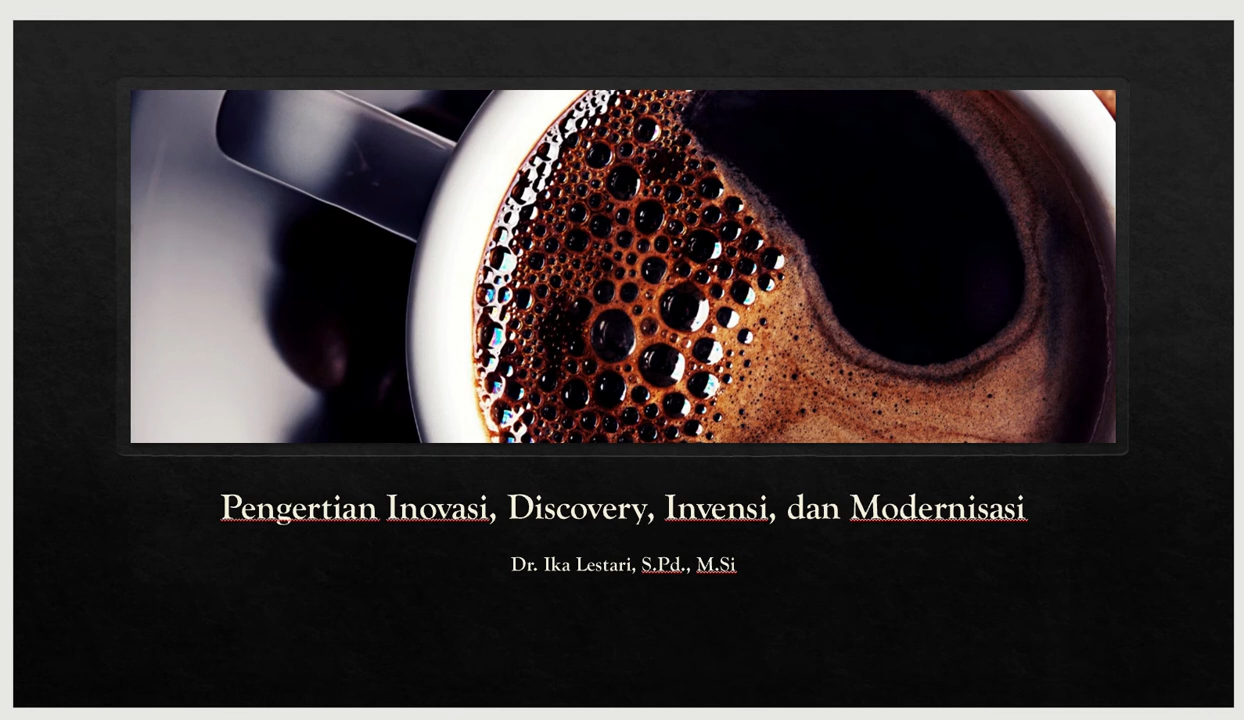 Pengertian Inovasi, Discovery, Invensi, dan Modernisasi
Dr. Ika Lestari, S.Pd., M.Si